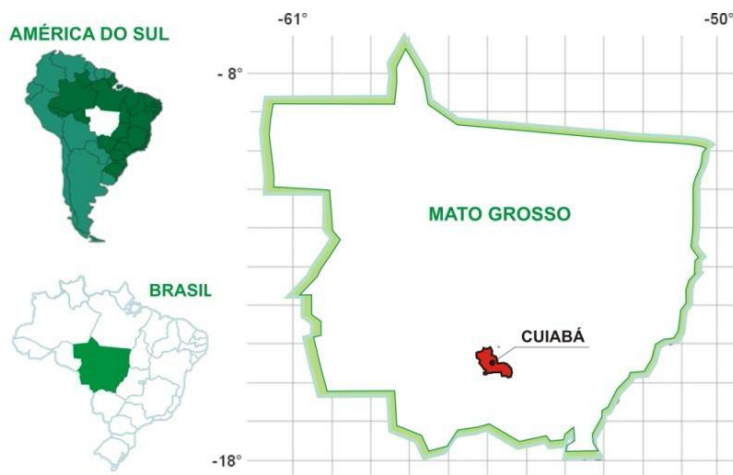 AMÉRICA DO SUL
-61°
-50°
- 8°
MATO GROSSO
BRASIL
CUIABÁ
-18°